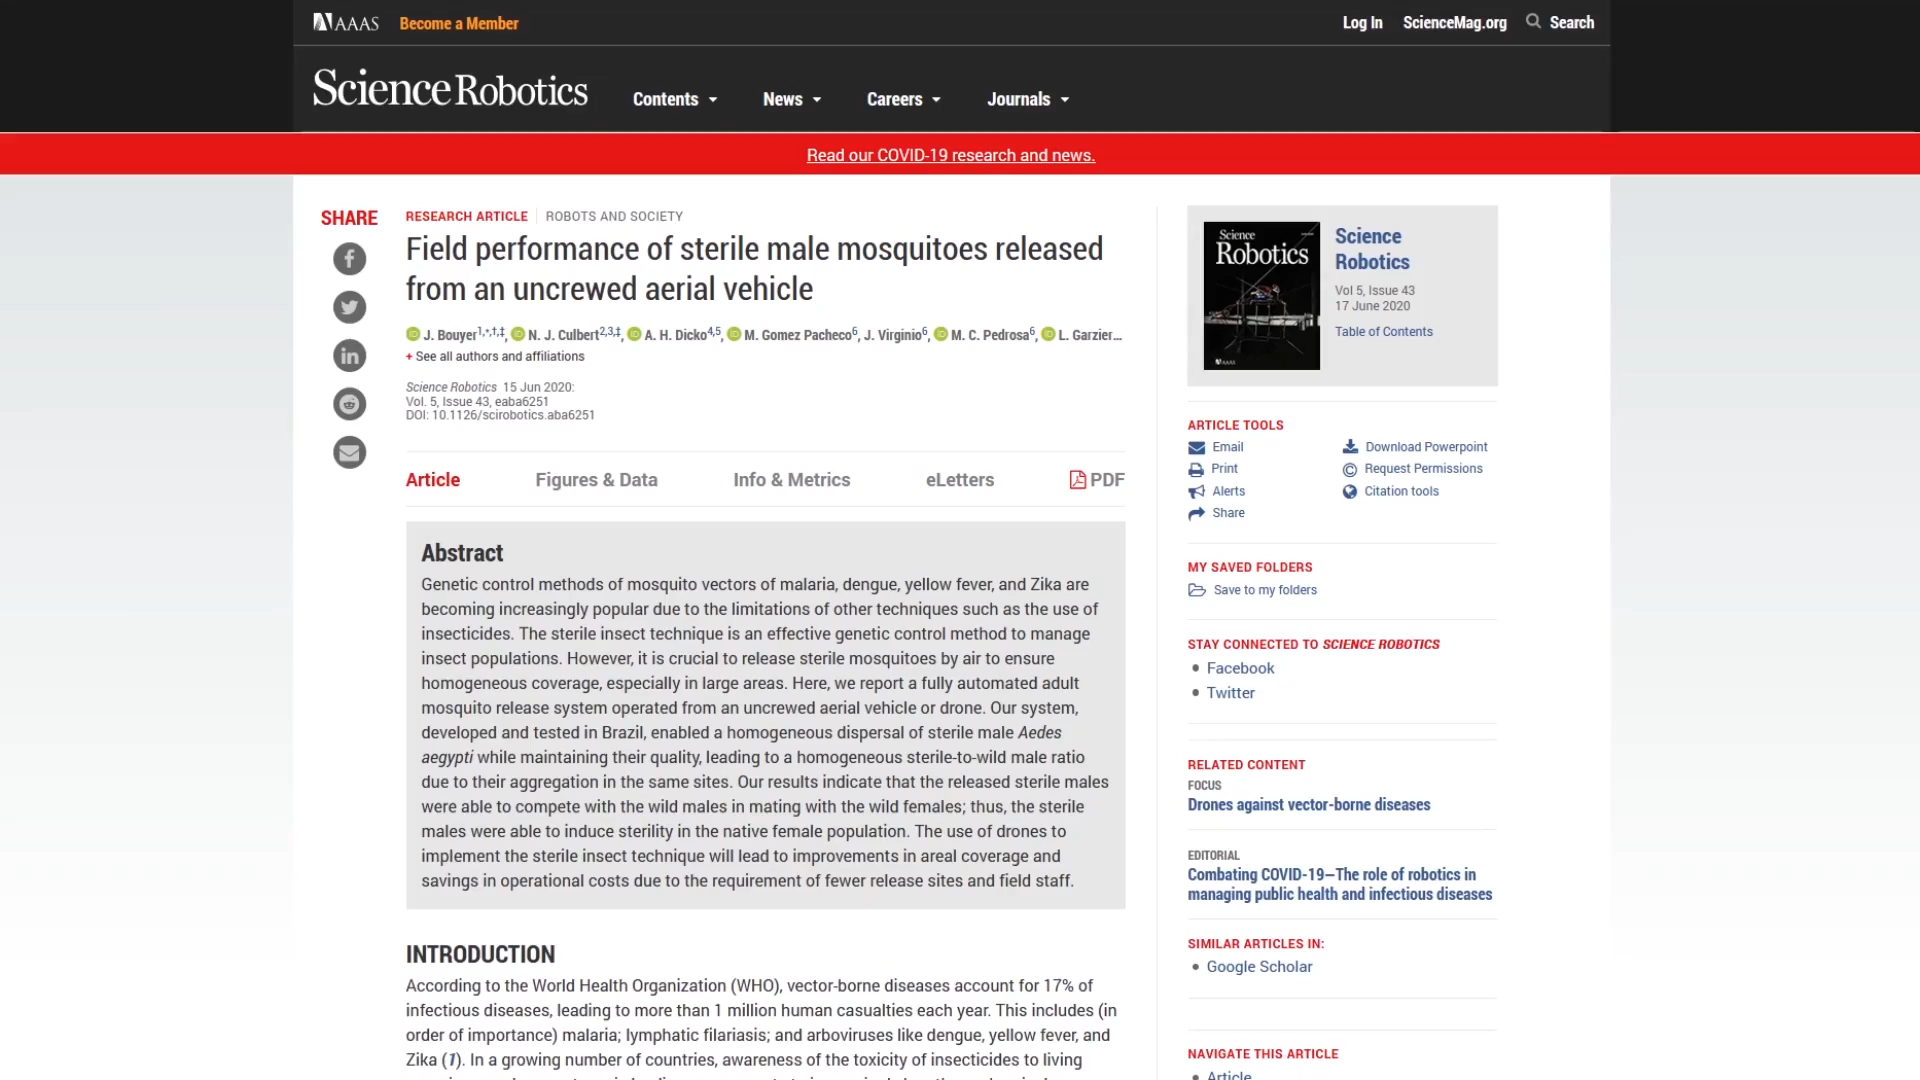 AAAS Become a Member Log In ScienceMag.org Search
Science Robotics Contents News Careers Journals
Read our COVID-19 research and news.
SHARE
RESEARCH ARTICLE ROBOTS AND SOCIETY
Field performance of sterile male mosquitoes released
from an uncrewed aerial vehicle
J. Bouyer1,*,†,‡, N. J. Culbert2,3,‡, A. H. Dicko4,5, M. Gomez Pacheco6, J. Virginio6, M. C. Pedrosa6, L. Garzier...
+ See all authors and affiliations
Science Robotics 15 Jun 2020:
Vol. 5, Issue 43, eaba6251
DOI: 10.1126/scirobotics.aba6251
Article Figures & Data Info & Metrics eLetters PDF
Abstract
Genetic control methods of mosquito vectors of malaria, dengue, yellow fever, and Zika are
becoming increasingly popular due to the limitations of other techniques such as the use of
insecticides. The sterile insect technique is an effective genetic control method to manage
insect populations. However, it is crucial to release sterile mosquitoes by air to ensure
homogeneous coverage, especially in large areas. Here, we report a fully automated adult
mosquito release system operated from an uncrewed aerial vehicle or drone. Our system,
developed and tested in Brazil, enabled a homogeneous dispersal of sterile male Aedes
aegypti while maintaining their quality, leading to a homogeneous sterile-to-wild male ratio
due to their aggregation in the same sites. Our results indicate that the released sterile males
were able to compete with the wild males in mating with the wild females; thus, the sterile
males were able to induce sterility in the native female population. The use of drones to
implement the sterile insect technique will lead to improvements in areal coverage and
savings in operational costs due to the requirement of fewer release sites and field staff.
INTRODUCTION
According to the World Health Organization (WHO), vector-borne diseases account for 17% of
infectious diseases, leading to more than 1 million human casualties each year. This includes (in
order of importance) malaria; lymphatic filariasis; and arboviruses like dengue, yellow fever, and
Zika (1). In a growing number of countries, awareness of the toxicity of insecticides to living
Science
Robotics
AAAS
Science
Robotics
Vol 5, Issue 43
17 June 2020
Table of Contents
ARTICLE TOOLS
Email Download Powerpoint
Print Request Permissions
Alerts Citation tools
Share
MY SAVED FOLDERS
Save to my folders
STAY CONNECTED TO SCIENCE ROBOTICS
Facebook
Twitter
RELATED CONTENT
FOCUS
Drones against vector-borne diseases
EDITORIAL
Combating COVID-19—The role of robotics in
managing public health and infectious diseases
SIMILAR ARTICLES IN:
Google Scholar
NAVIGATE THIS ARTICLE
Article